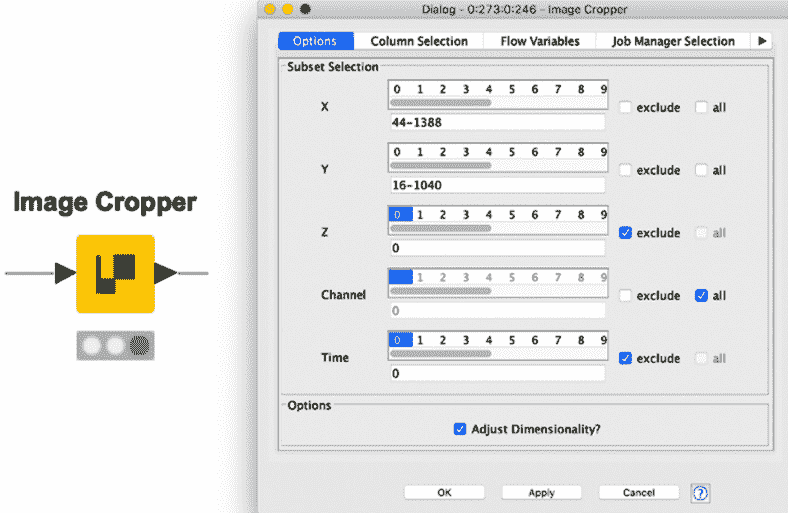 Dialog - 0:273:0:246 - Image Cropper
Options Column Selection Flow Variables Job Manager Selection
Subset Selection
0 1 2 3 4 5 6 7 8 9
X exclude all
44-1388
0 1 2 3 4 5 6 7 8 9
Y exclude all
16-1040
Image Cropper
0 1 2 3 4 5 6 7 8 9
Z exclude all
0
1 2 3 4 5 6 7 8 9
Channel exclude all
0
0 1 2 3 4 5 6 7 8 9
Time exclude all
0
Options
Adjust Dimensionality?
OK Apply Cancel ?